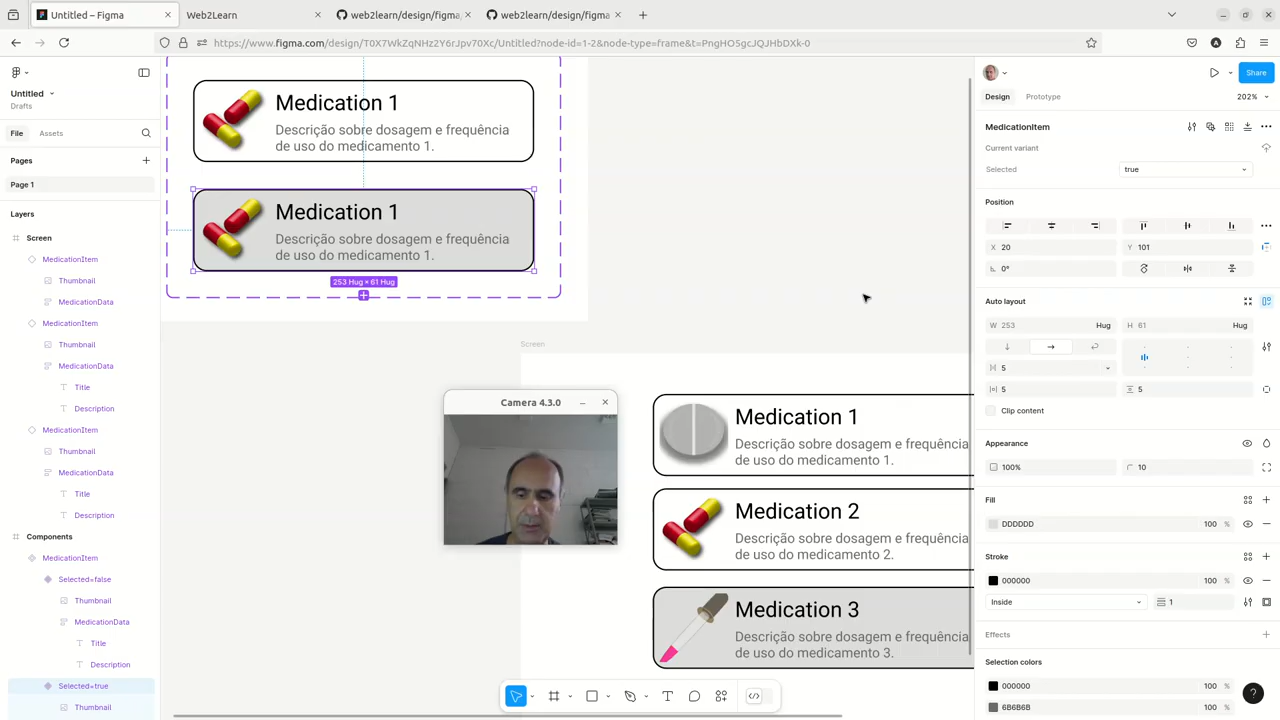 Untitled – Figma
Web2Learn
web2learn/design/figma,
web2learn/design/figma
https://www.figma.com/design/T0X7WkZqNHz2Y6rJpv70Xc/Untitled?node-id=1-2&node-type=frame&t=PngHO5gcJQJHbDXk-0
Untitled
Drafts
File
Assets
Pages
Page 1
Layers
Screen
MedicationItem
Thumbnail
MedicationData
MedicationItem
Thumbnail
MedicationData
Title
Description
MedicationItem
Thumbnail
MedicationData
Title
Description
Components
MedicationItem
Selected=false
Thumbnail
MedicationData
Title
Description
Selected=true
Thumbnail
Medication 1
Descrição sobre dosagem e frequência
de uso do medicamento 1.
Medication 1
Descrição sobre dosagem e frequência
de uso do medicamento 1.
253 Hug × 61 Hug
Screen
Camera 4.3.0
Medication 1
Descrição sobre dosagem e frequência
de uso do medicamento 1.
Medication 2
Descrição sobre dosagem e frequência
de uso do medicamento 2.
Medication 3
Descrição sobre dosagem e frequência
de uso do medicamento 3.
Share
Design
Prototype
202%
MedicationItem
Current variant
Selected
true
Position
X 20
Y 101
0°
Auto layout
W 253 Hug
H 61 Hug
5
5
5
Clip content
Appearance
100%
10
Fill
DDDDDD 100 %
Stroke
000000 100 %
Inside
1
Effects
Selection colors
000000 100 %
6B6B6B 100 %
?